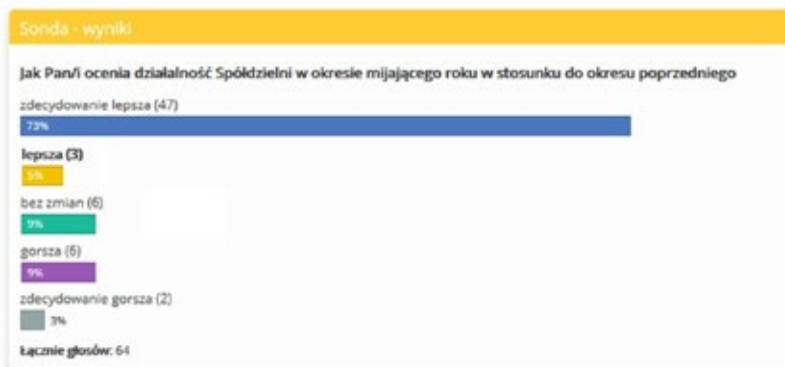 Sonda - wyniki
Jak Pan/i ocenia działalność Spółdzielni w okresie mijającego roku w stosunku do okresu poprzedniego
zdecydowanie lepsza (47)
73%
lepsza (3)
5%
bez zmian (6)
9%
gorsza (6)
9%
zdecydowanie gorsza (2)
3%
Łącznie głosów: 64